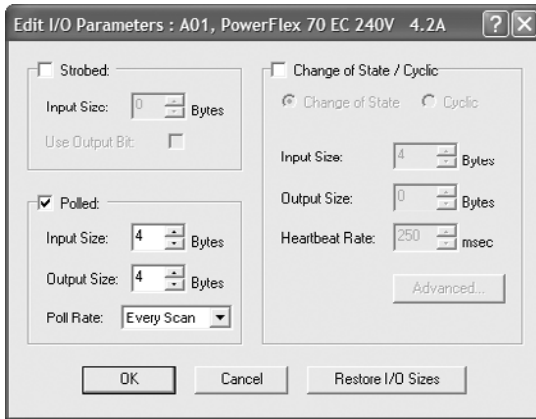 Edit I/O Parameters : A01, PowerFlex 70 EC 240V 4.2A
Strobed:
Input Size: 0 Bytes
Use Output Bit:
Polled:
Input Size: 4 Bytes
Output Size: 4 Bytes
Poll Rate: Every Scan
Change of State / Cyclic
Change of State Cyclic
Input Size: 4 Bytes
Output Size: 0 Bytes
Heartbeat Rate: 250 msec
Advanced...
OK Cancel Restore I/O Sizes